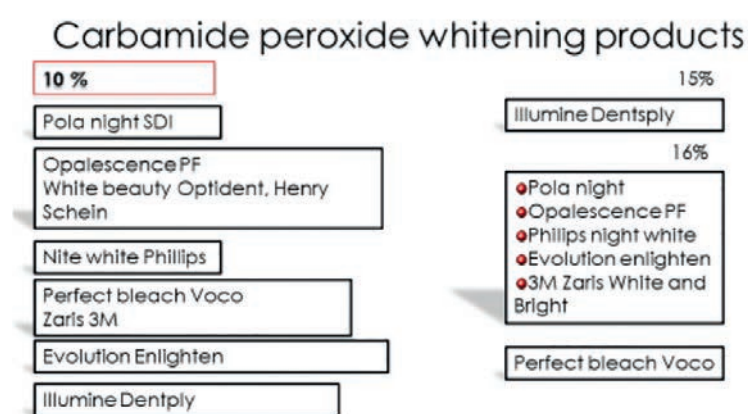 Carbamide peroxide whitening products
10 %
Pola night SDI
Opalescence PF
White beauty Optident, Henry
Schein
Nite white Phillips
Perfect bleach Voco
Zaris 3M
Evolution Enlighten
Illumine Dentply
15%
Illumine Dentsply
16%
Pola night
Opalescence PF
Philips night white
Evolution enlighten
3M Zaris White and
Bright
Perfect bleach Voco